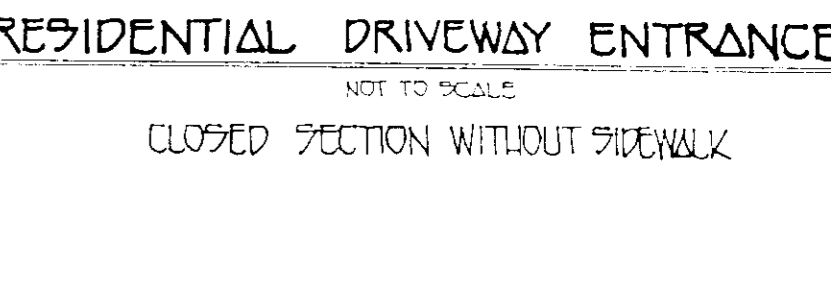 RESIDENTIAL DRIVEWAY ENTRANCE
NOT TO SCALE
CLOSED SECTION WITHOUT SIDEWALK